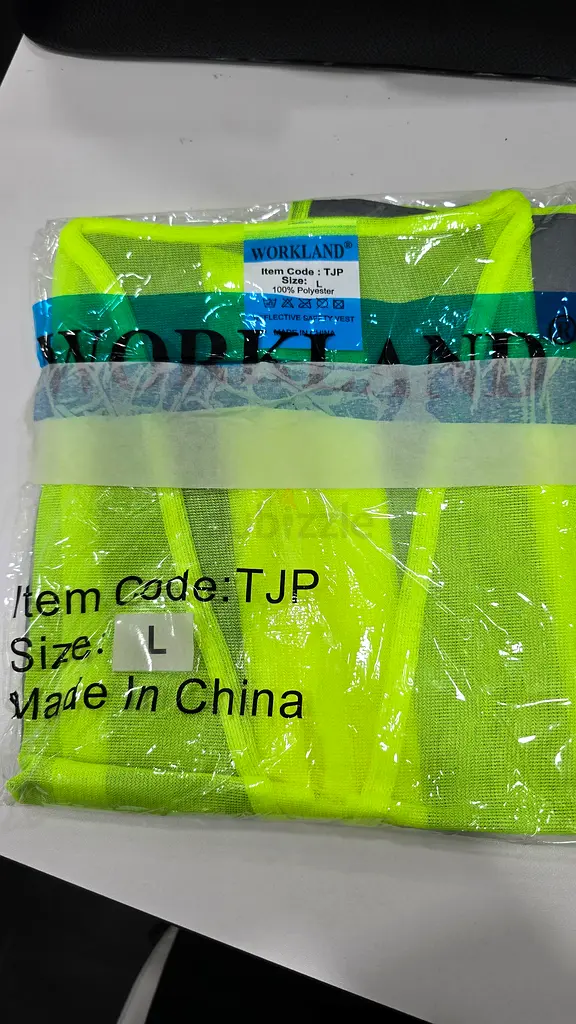 WORKLAND®
Item Code : TJP
Size: L
100% Polyester
REFLECTIVE SAFETY VEST
MADE IN CHINA
WORKLAND®
dubizzle
Item Code:TJP
Size: L
Made in China